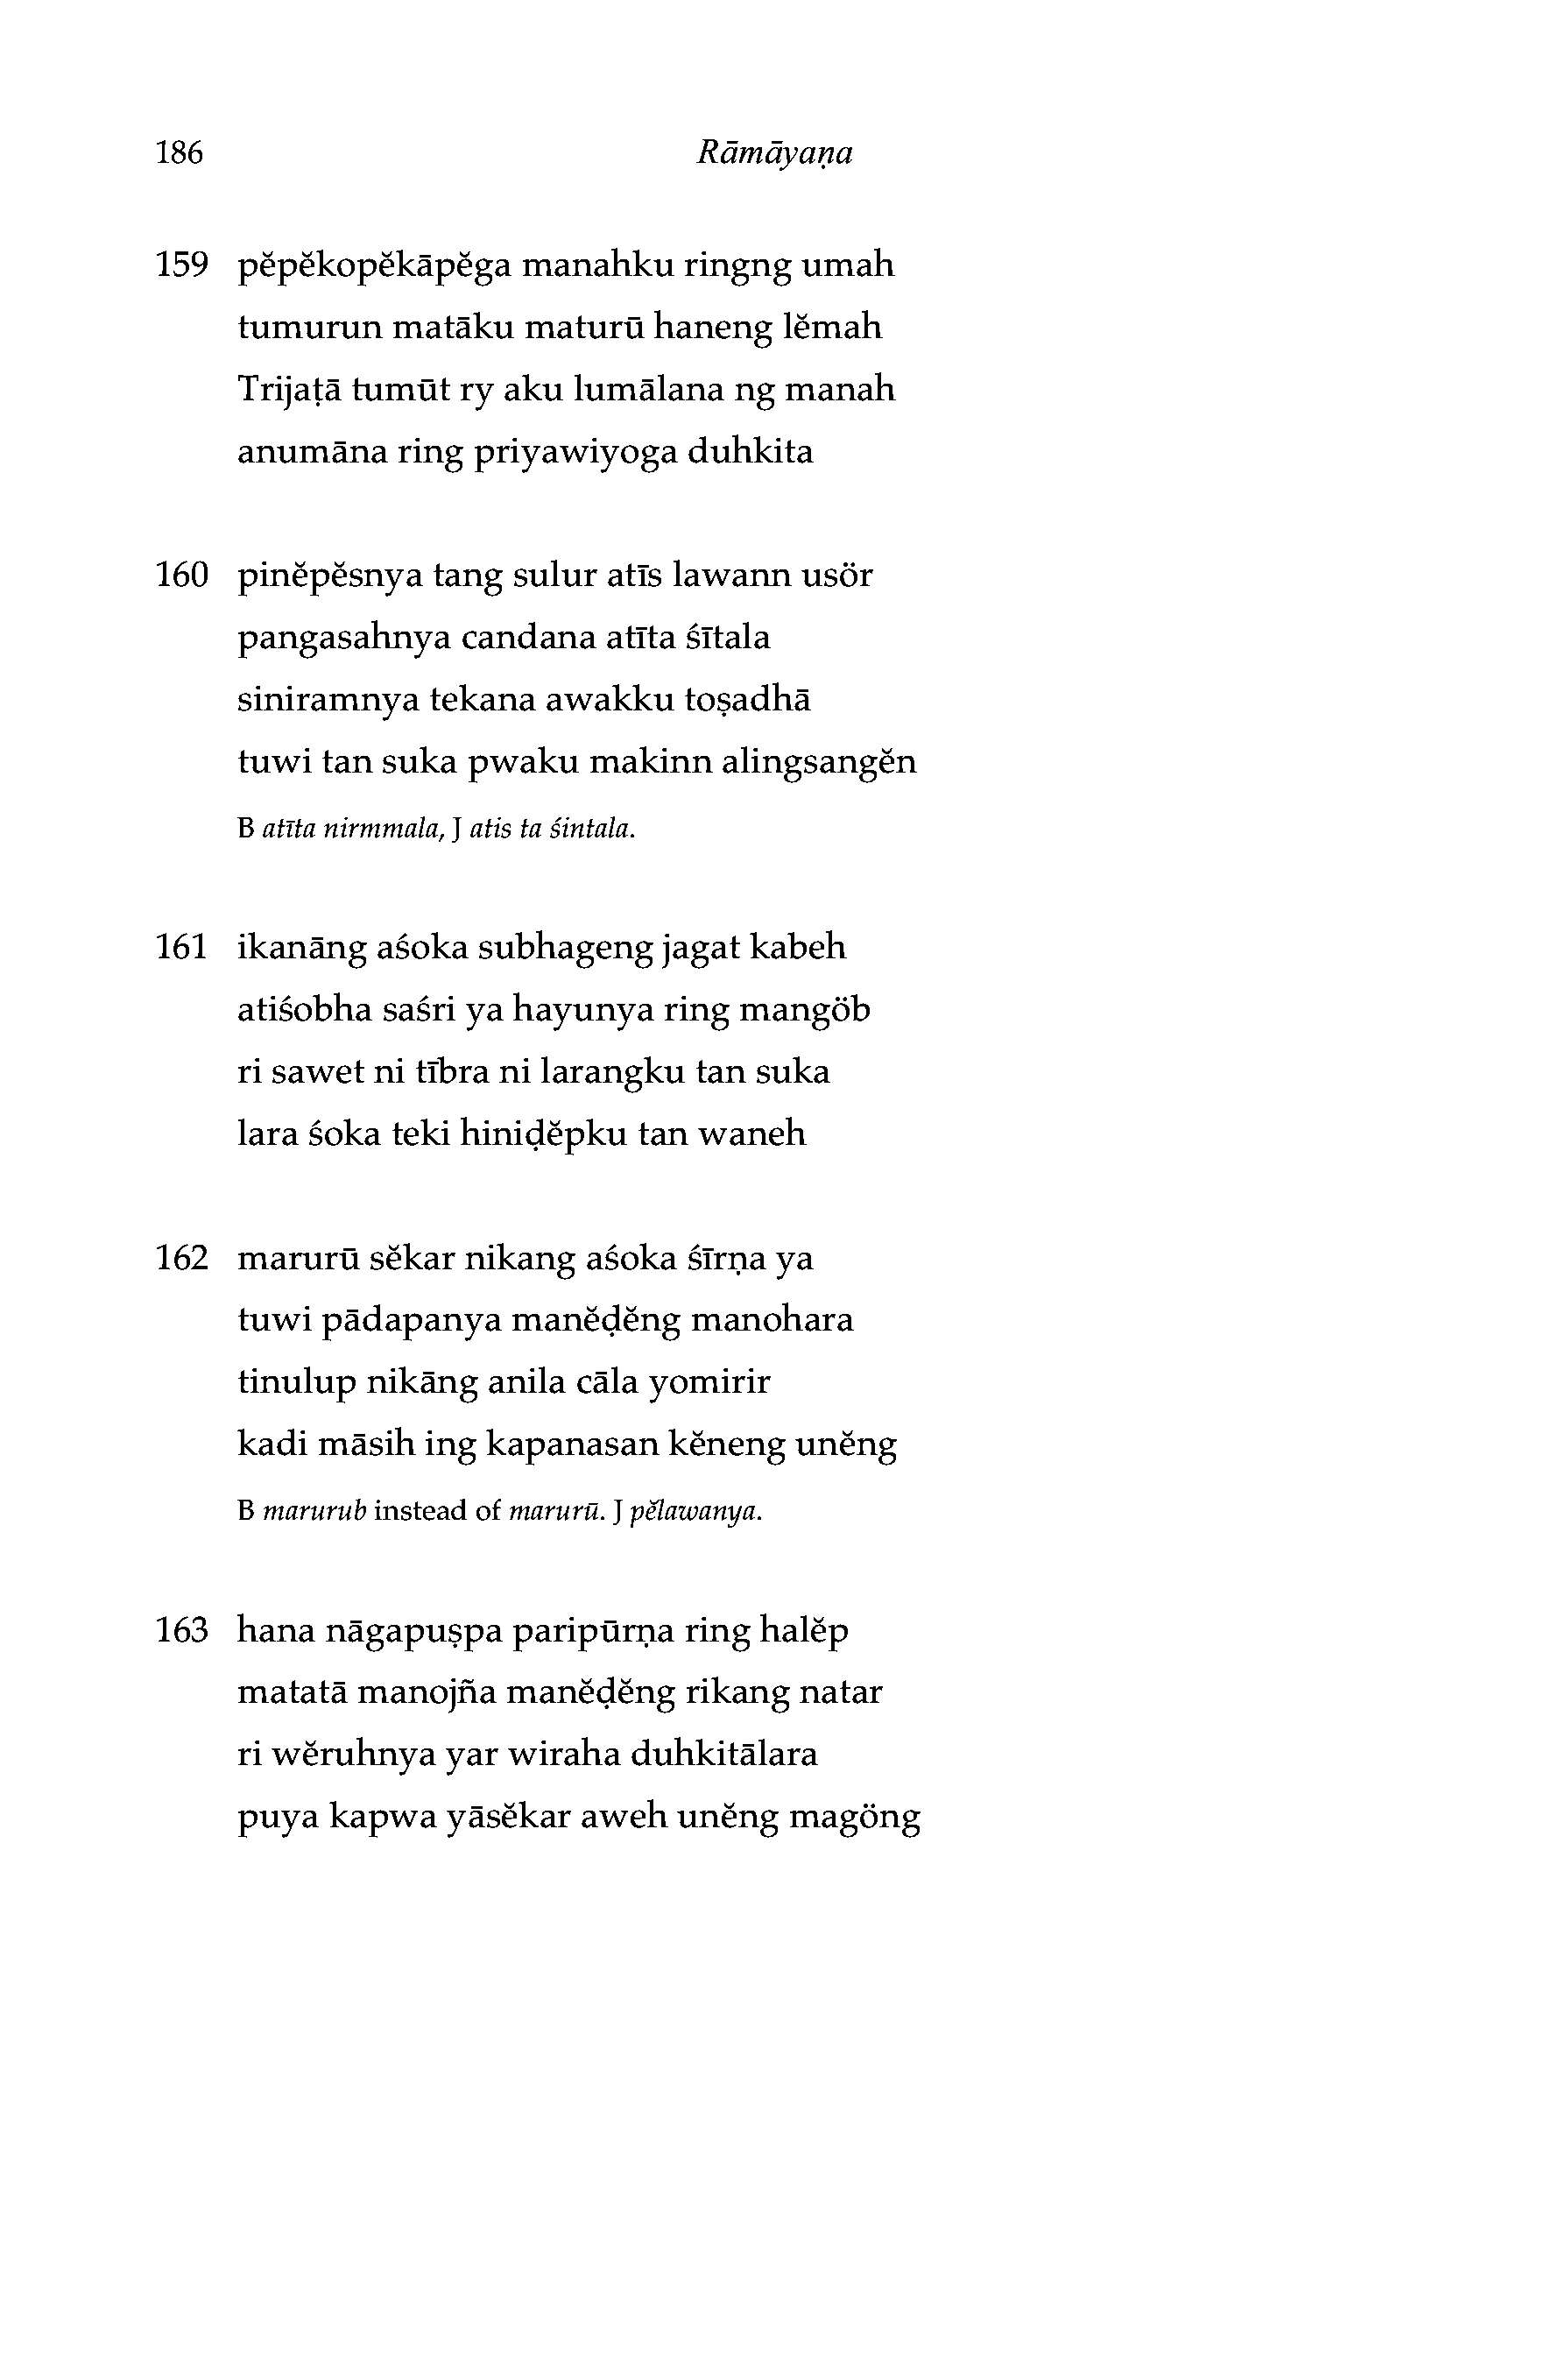 186 Rāmāyaṇa
159 pĕpĕkopĕkāpĕga manahku ringng umah
tumurun matāku maturū haneng lĕmah
Trijaṭā tumūt ry aku lumālana ng manah
anumāna ring priyawiyoga duhkita
160 pinĕpĕsnya tang sulur atīs lawann usör
pangasahnya candana atīta śītala
siniramnya tekana awakku toṣadhā
tuwi tan suka pwaku makinn alingsangĕn
B atīta nirmmala, J atis ta śintala.
161 ikanāng aśoka subhageng jagat kabeh
atiśobha saśri ya hayunya ring mangöb
ri sawet ni tībra ni larangku tan suka
lara śoka teki hiniḍĕpku tan waneh
162 marurū sĕkar nikang aśoka śīrṇa ya
tuwi pādapanya manĕḍĕng manohara
tinulup nikāng anila cāla yomirir
kadi māsih ing kapanasan kĕneng unĕng
B marurub instead of marurū. J pĕlawanya.
163 hana nāgapuṣpa paripūrṇa ring halĕp
matatā manojña manĕḍĕng rikang natar
ri wĕruhnya yar wiraha duhkitālara
puya kapwa yāsĕkar aweh unĕng magöng